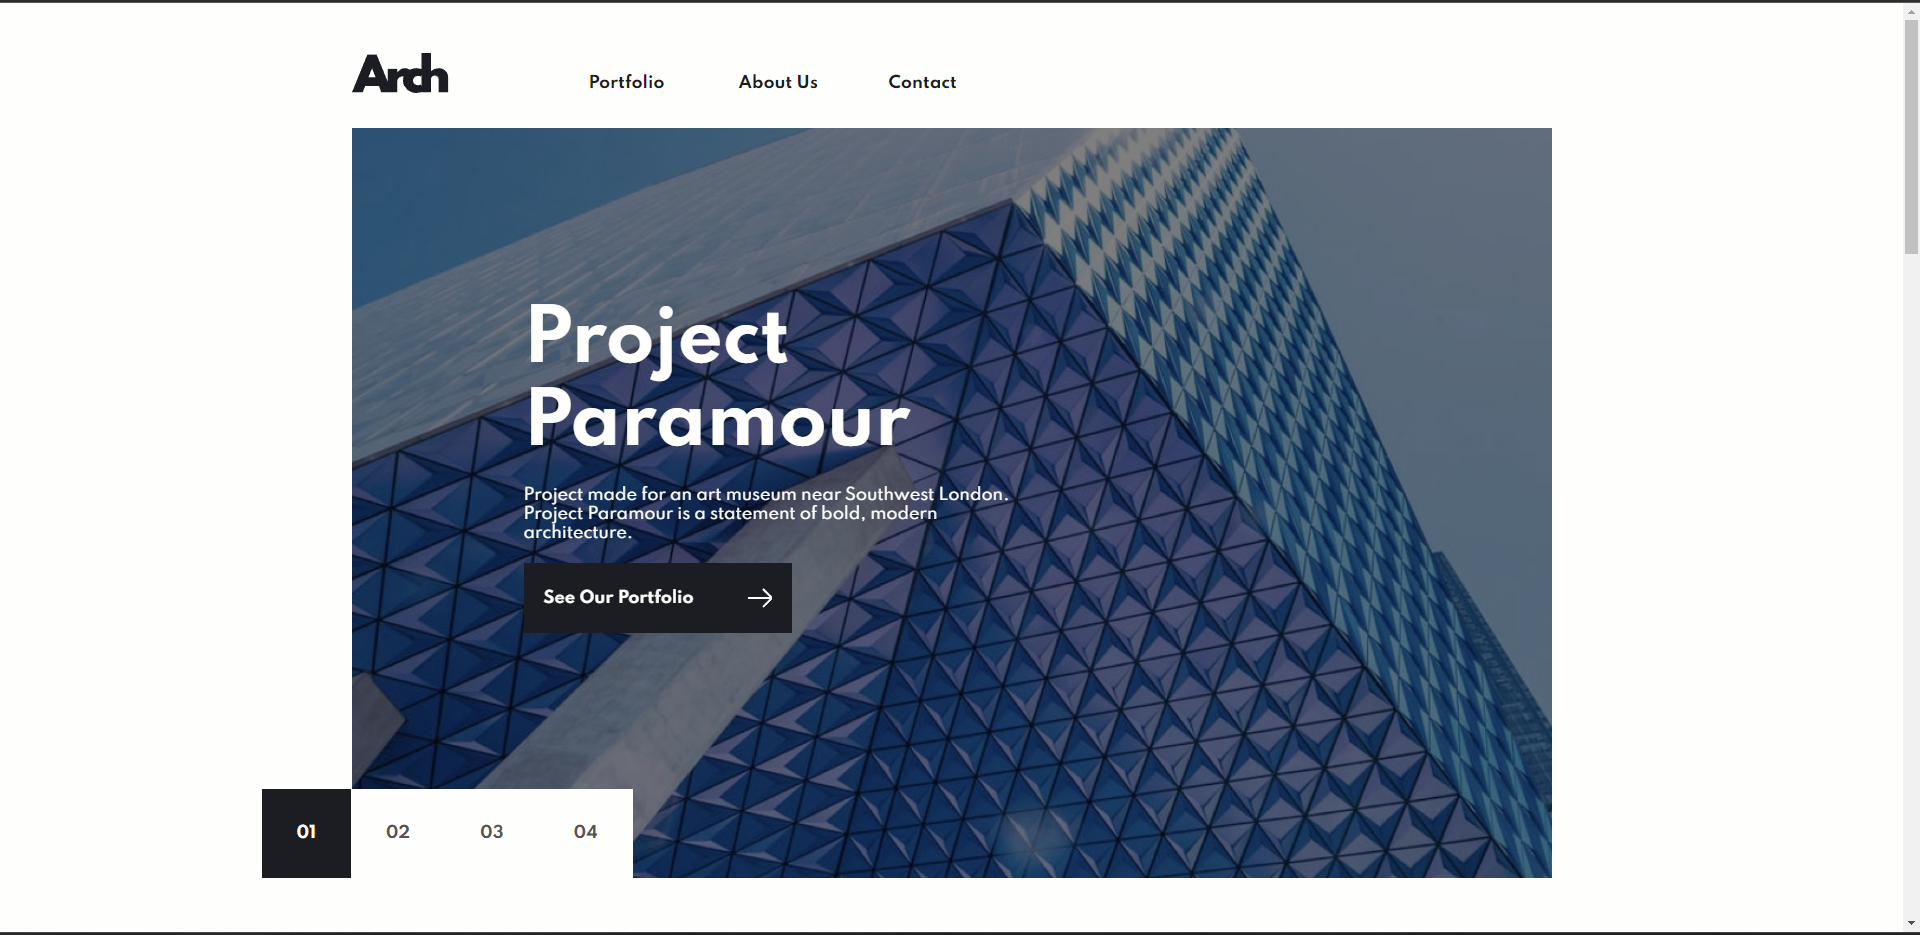 Arch
Portfolio About Us Contact
Project
Paramour
Project made for an art museum near Southwest London.
Project Paramour is a statement of bold, modern
architecture.
See Our Portfolio
01 02 03 04